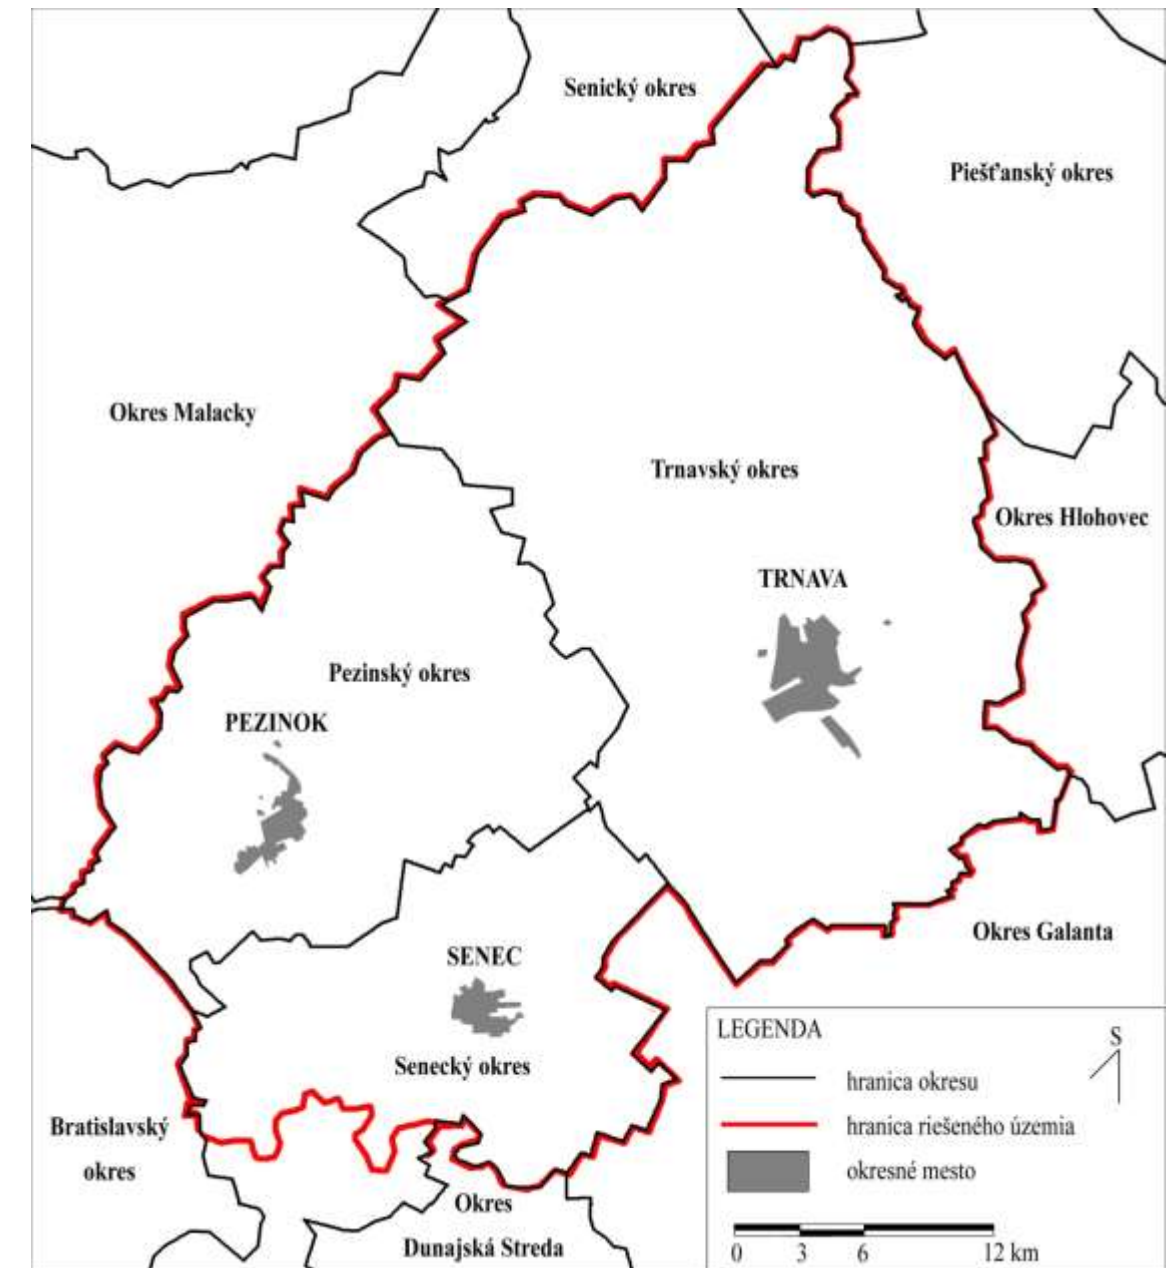 Senický okres
Piešťanský okres
Okres Malacky
Trnavský okres
Okres Hlohovec
TRNAVA
Pezinský okres
PEZINOK
Okres Galanta
SENEC
Senecký okres
Bratislavský
okres
Okres
Dunajská Streda
LEGENDA
S
hranica okresu
hranica riešeného územia
okresné mesto
0 3 6 12 km